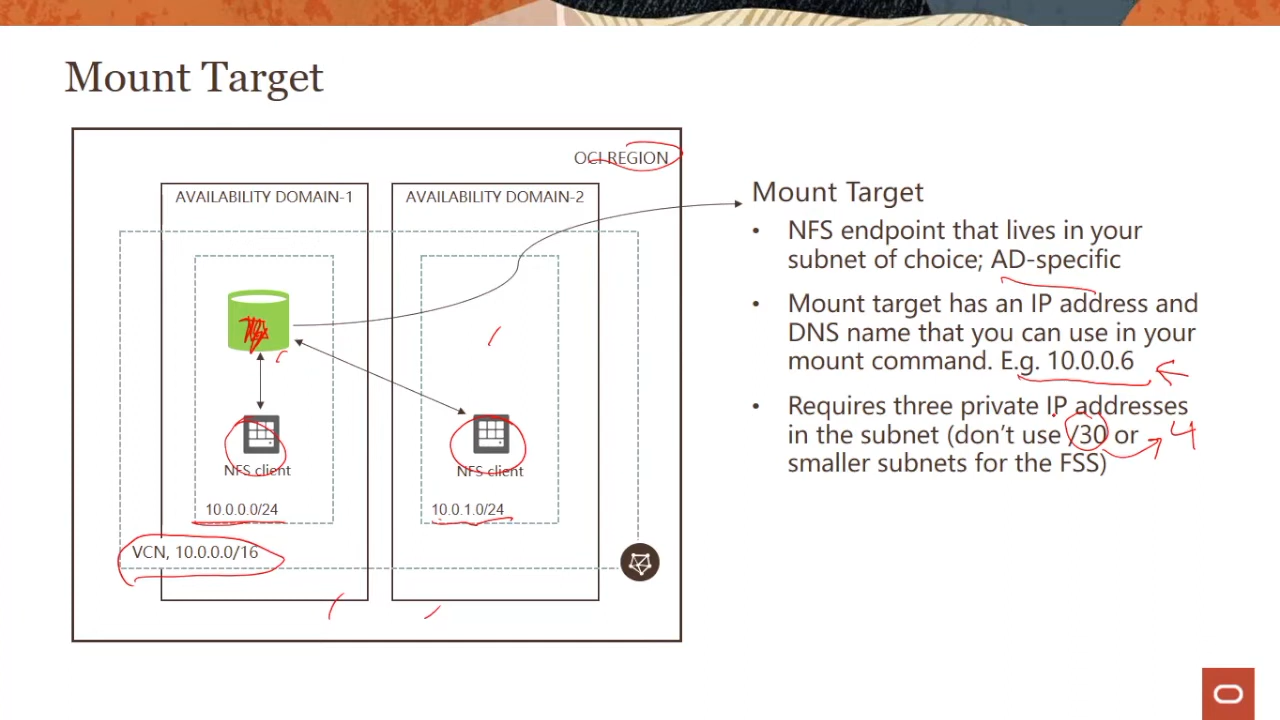 Mount Target
OCI REGION
AVAILABILITY DOMAIN-1
AVAILABILITY DOMAIN-2
NFS client
NFS client
10.0.0.0/24
10.0.1.0/24
VCN, 10.0.0.0/16
Mount Target
• NFS endpoint that lives in your
subnet of choice; AD-specific
• Mount target has an IP address and
DNS name that you can use in your
mount command. E.g. 10.0.0.6
• Requires three private IP addresses
in the subnet (don't use /30 or
smaller subnets for the FSS)
4